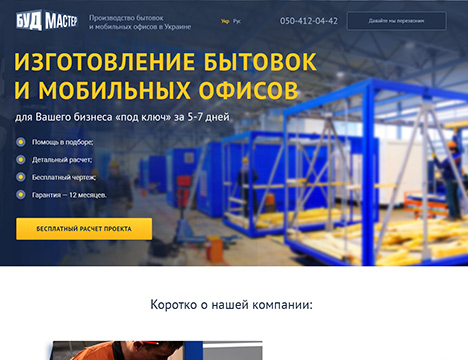 БУД МАСТЕР
Производство бытовок
и мобильных офисов в Украине
Укр Рус
050-412-04-42
Давайте мы перезвоним
ИЗГОТОВЛЕНИЕ БЫТОВОК
И МОБИЛЬНЫХ ОФИСОВ
для Вашего бизнеса «под ключ» за 5-7 дней
Помощь в подборе;
Детальный расчет;
Бесплатный чертеж;
Гарантия — 12 месяцев.
БЕСПЛАТНЫЙ РАСЧЕТ ПРОЕКТА
Коротко о нашей компании: